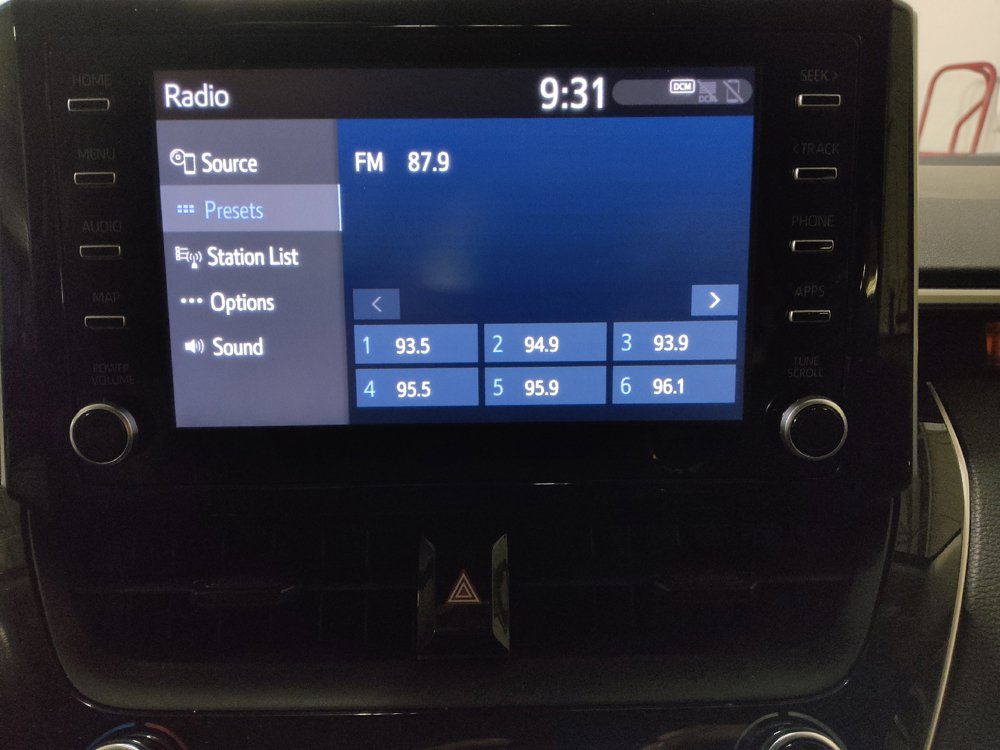 HOME
MENU
AUDIO
MAP
POWER
VOLUME
Radio
9:31
DCM
DCM
Source
Presets
Station List
Options
Sound
FM 87.9
<
>
1 93.5
2 94.9
3 93.9
4 95.5
5 95.9
6 96.1
SEEK >
< TRACK
PHONE
APPS
TUNE
SCROLL